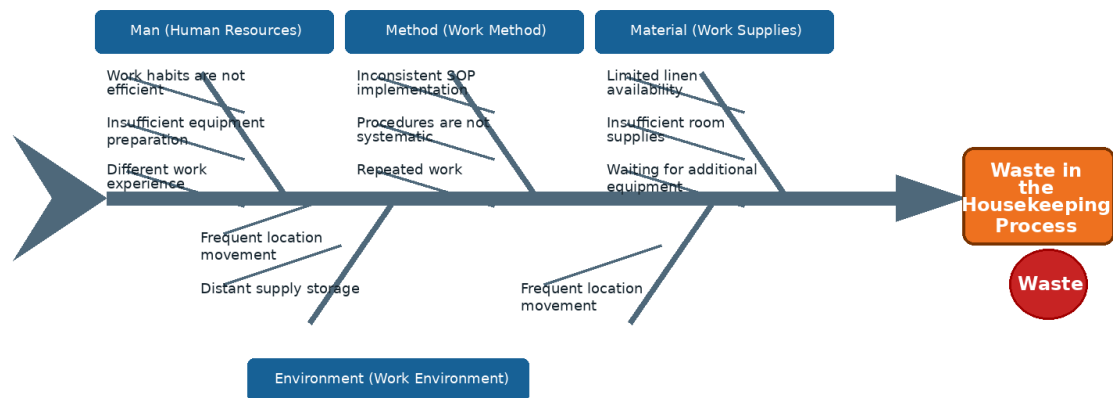 Man (Human Resources)
Method (Work Method)
Material (Work Supplies)
Work habits are not
efficient
Insufficient equipment
preparation
Different work
experience
Inconsistent SOP
implementation
Procedures are not
systematic
Repeated work
Limited linen
availability
Insufficient room
supplies
Waiting for additional
equipment
Waste in
the
Housekeeping
Process
Waste
Frequent location
movement
Distant supply storage
Frequent location
movement
Environment (Work Environment)